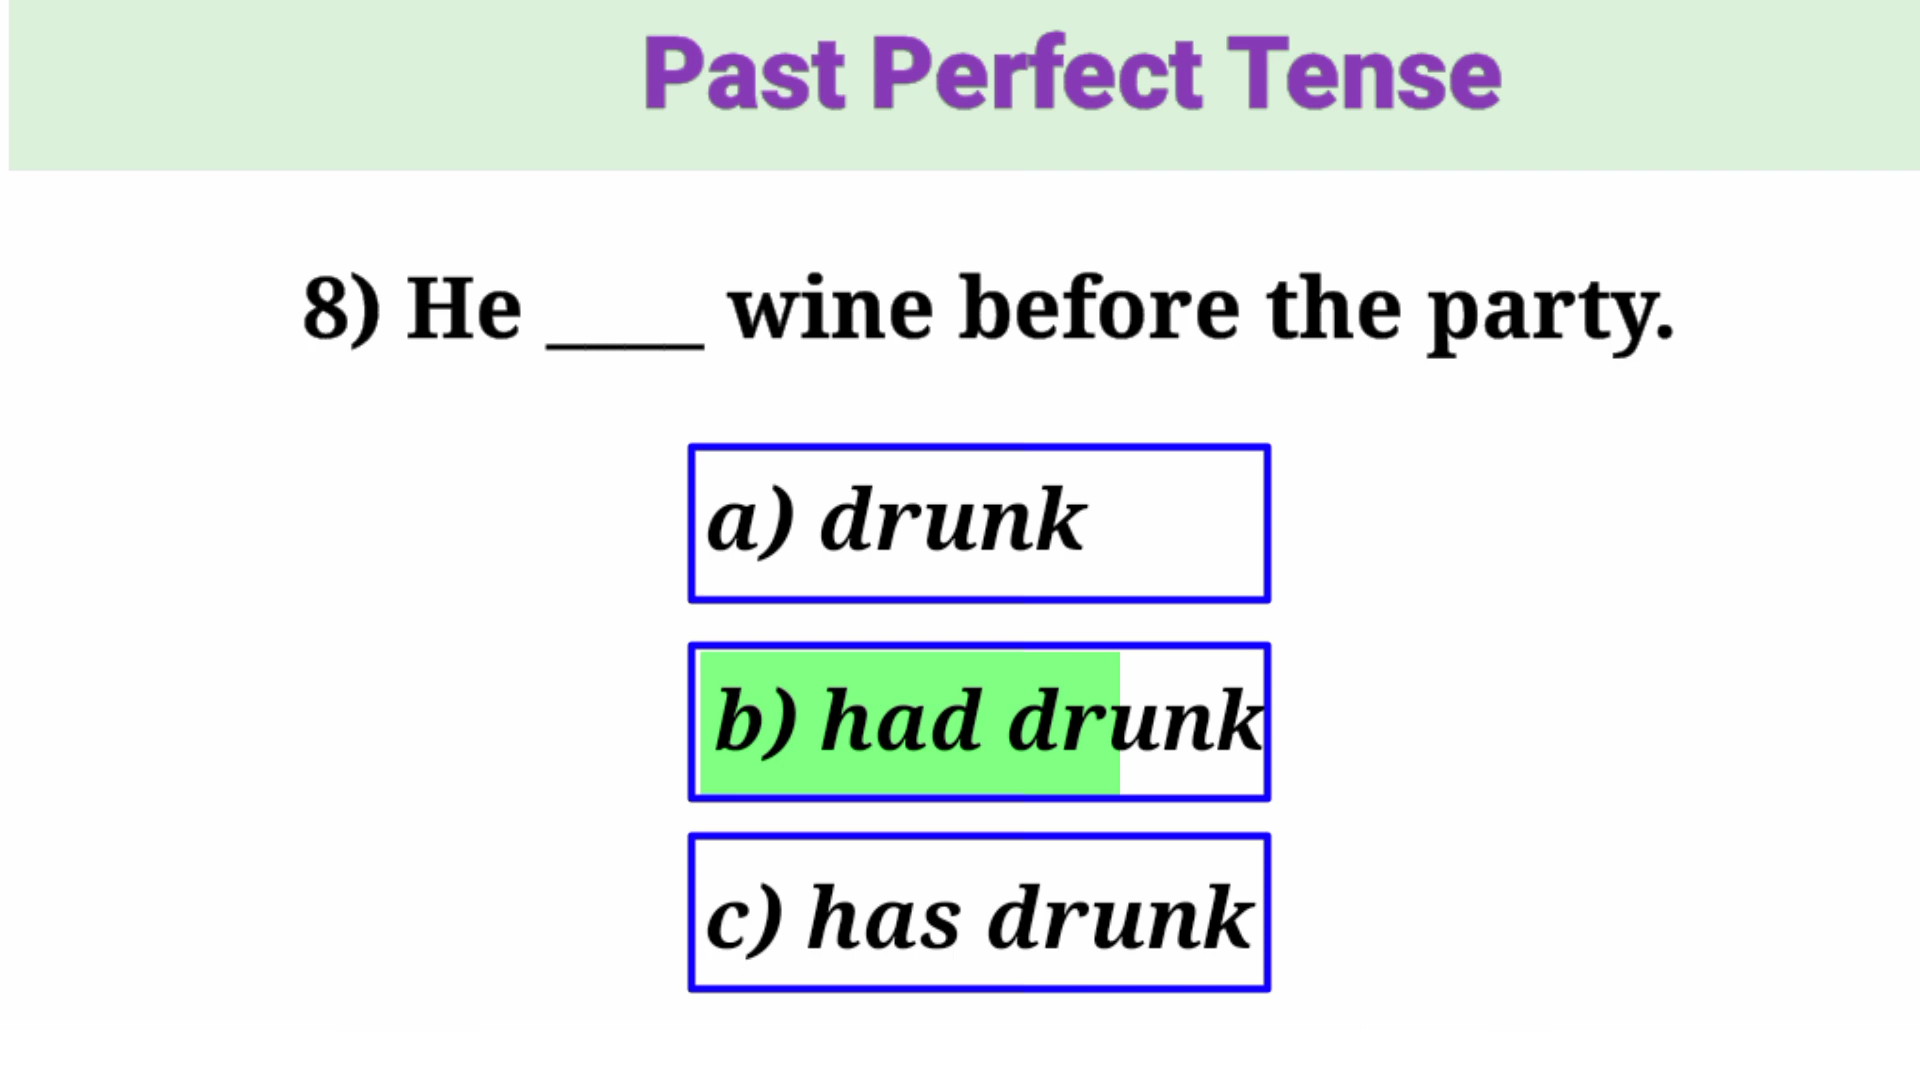 Past Perfect Tense
8) He ____ wine before the party.
a) drunk
b) had drunk
c) has drunk